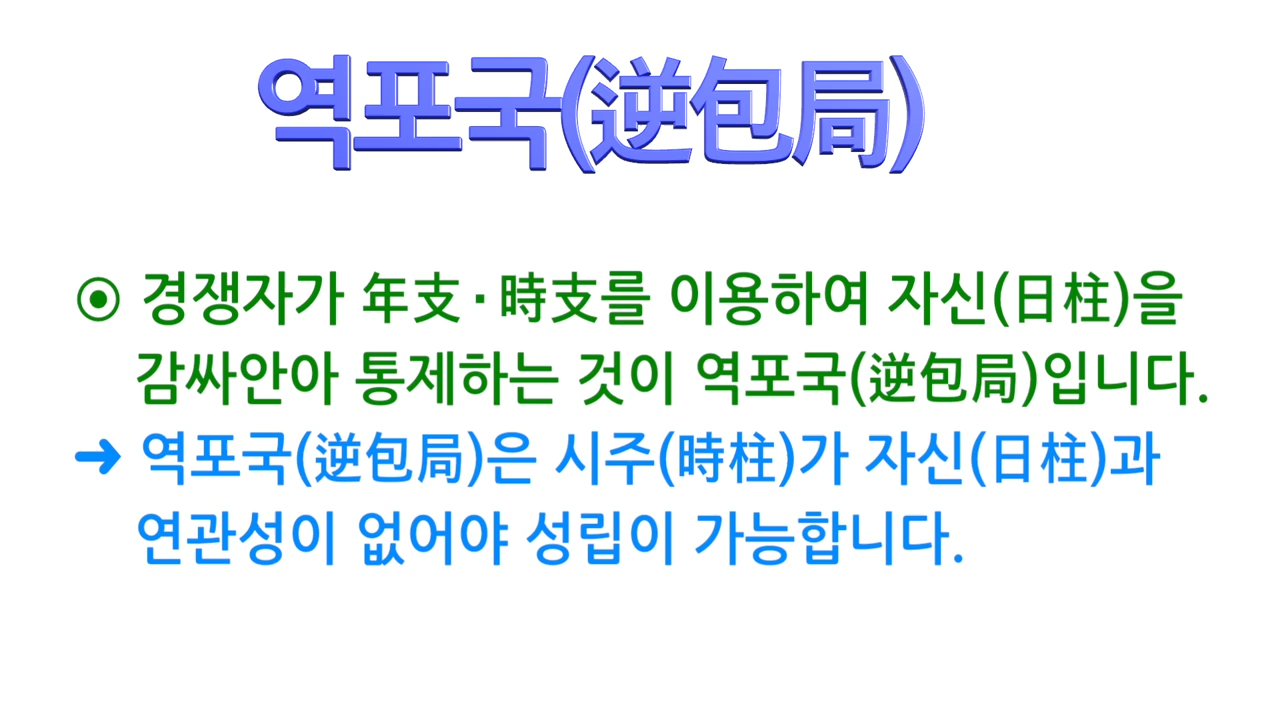 역포국(逆包局)
⦿ 경쟁자가 年支·時支를 이용하여 자신(日柱)을
감싸안아 통제하는 것이 역포국(逆包局)입니다.
➜ 역포국(逆包局)은 시주(時柱)가 자신(日柱)과
연관성이 없어야 성립이 가능합니다.